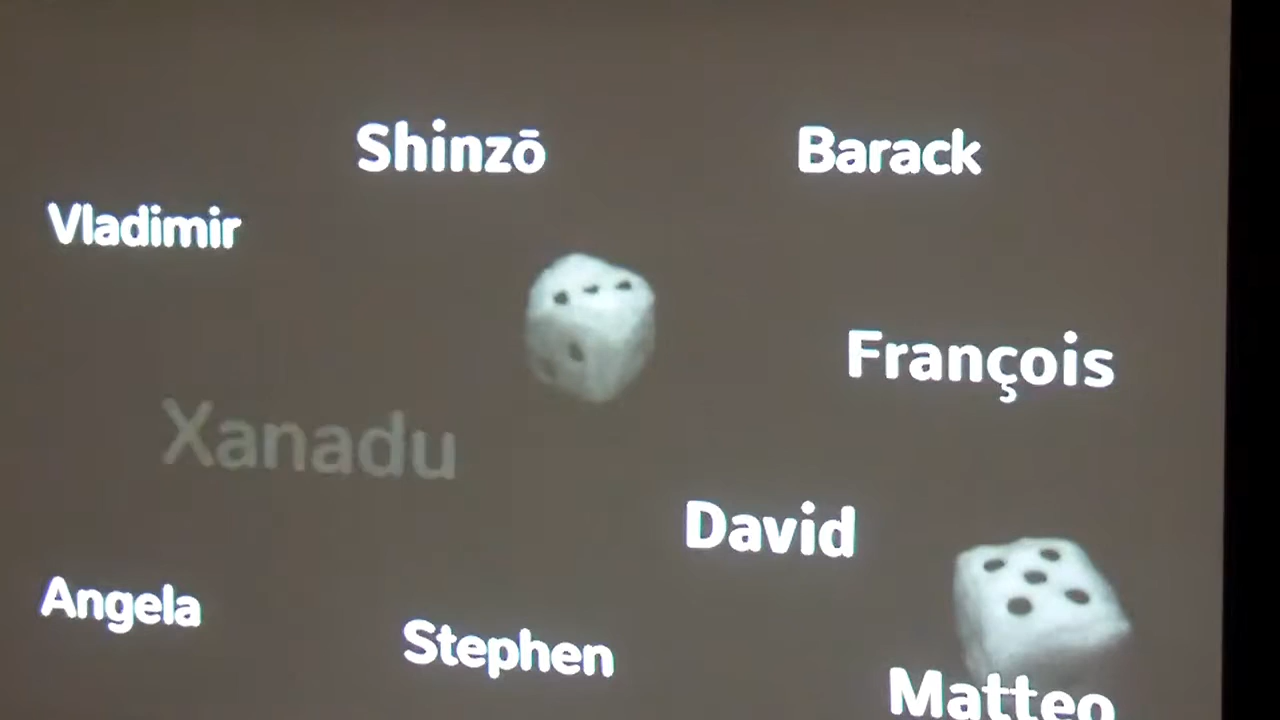 Shinzō
Barack
Vladimir
François
Xanadu
David
Angela
Stephen
Matteo